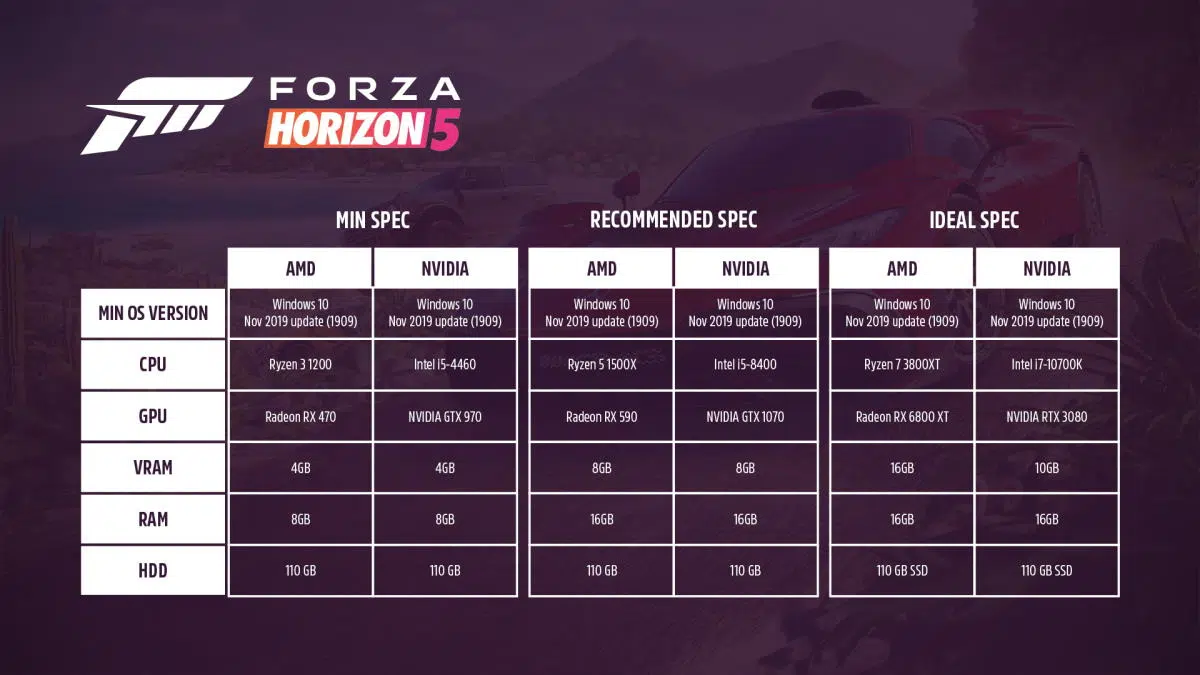 FORZA
HORIZON 5
MIN SPEC RECOMMENDED SPEC IDEAL SPEC
AMD NVIDIA AMD NVIDIA AMD NVIDIA
MIN OS VERSION Windows 10 Nov 2019 update (1909) Windows 10 Nov 2019 update (1909) Windows 10 Nov 2019 update (1909) Windows 10 Nov 2019 update (1909) Windows 10 Nov 2019 update (1909) Windows 10 Nov 2019 update (1909)
CPU Ryzen 3 1200 Intel i5-4460 Ryzen 5 1500X Intel i5-8400 Ryzen 7 3800XT Intel i7-10700K
GPU Radeon RX 470 NVIDIA GTX 970 Radeon RX 590 NVIDIA GTX 1070 Radeon RX 6800 XT NVIDIA RTX 3080
VRAM 4GB 4GB 8GB 8GB 16GB 10GB
RAM 8GB 8GB 16GB 16GB 16GB 16GB
HDD 110 GB 110 GB 110 GB 110 GB 110 GB SSD 110 GB SSD